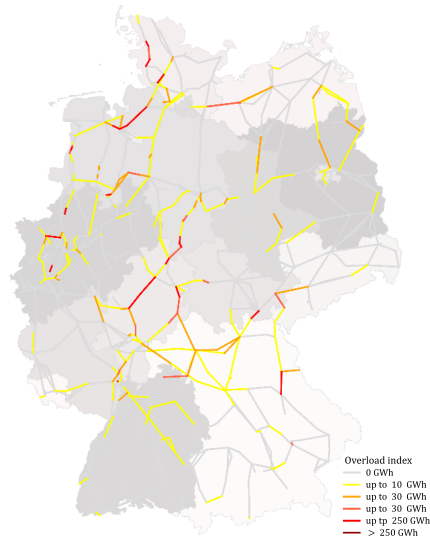 Overload index
0 GWh
up to 10 GWh
up to 30 GWh
up to 30 GWh
up tp 250 GWh
> 250 GWh